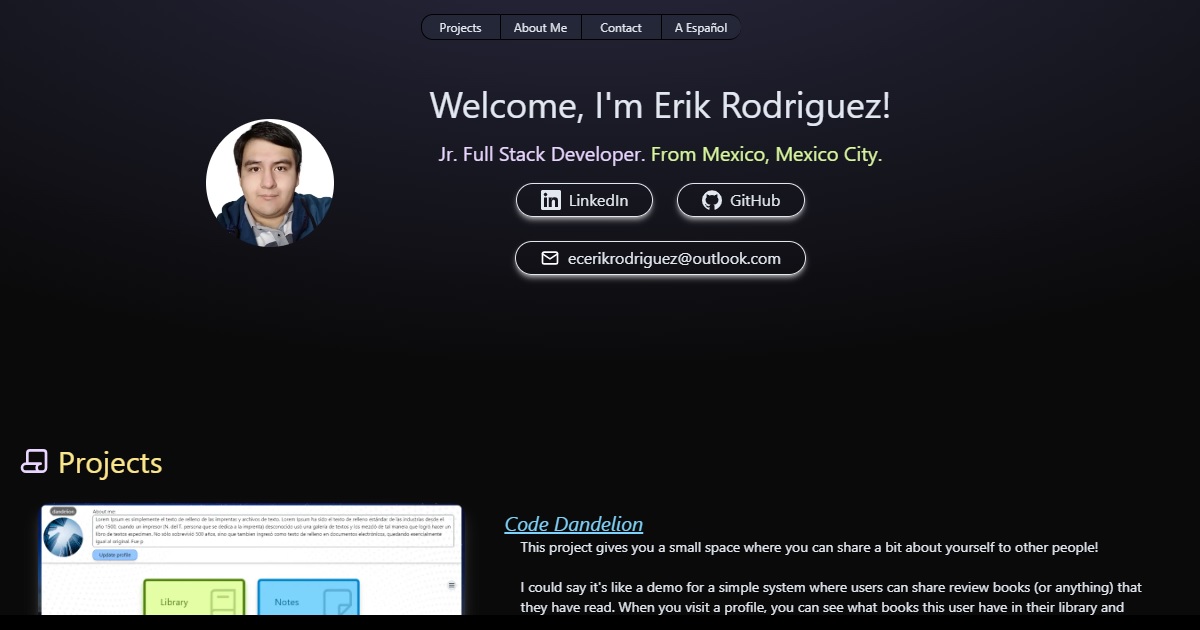 Projects
About Me
Contact
A Español
Welcome, I'm Erik Rodriguez!
Jr. Full Stack Developer. From Mexico, Mexico City.
LinkedIn
GitHub
ecerikrodriguez@outlook.com
Projects
dandelion
About me:
Lorem Ipsum es simplemente el texto de relleno de las imprentas y archivos de texto. Lorem Ipsum ha sido el texto de relleno estándar de las industrias desde el
año 1500, cuando un impresor (N. del T. persona que se dedica a la imprenta) desconocido usó una galería de textos y los mezcló de tal manera que logró hacer un
libro de textos especimen. No sólo sobrevivió 500 años, sino que tambien ingresó como texto de relleno en documentos electrónicos, quedando esencialmente
igual al original. Fue p
Update profile
Library
Notes
Code Dandelion
This project gives you a small space where you can share a bit about yourself to other people!
I could say it's like a demo for a simple system where users can share review books (or anything) that
they have read. When you visit a profile, you can see what books this user have in their library and